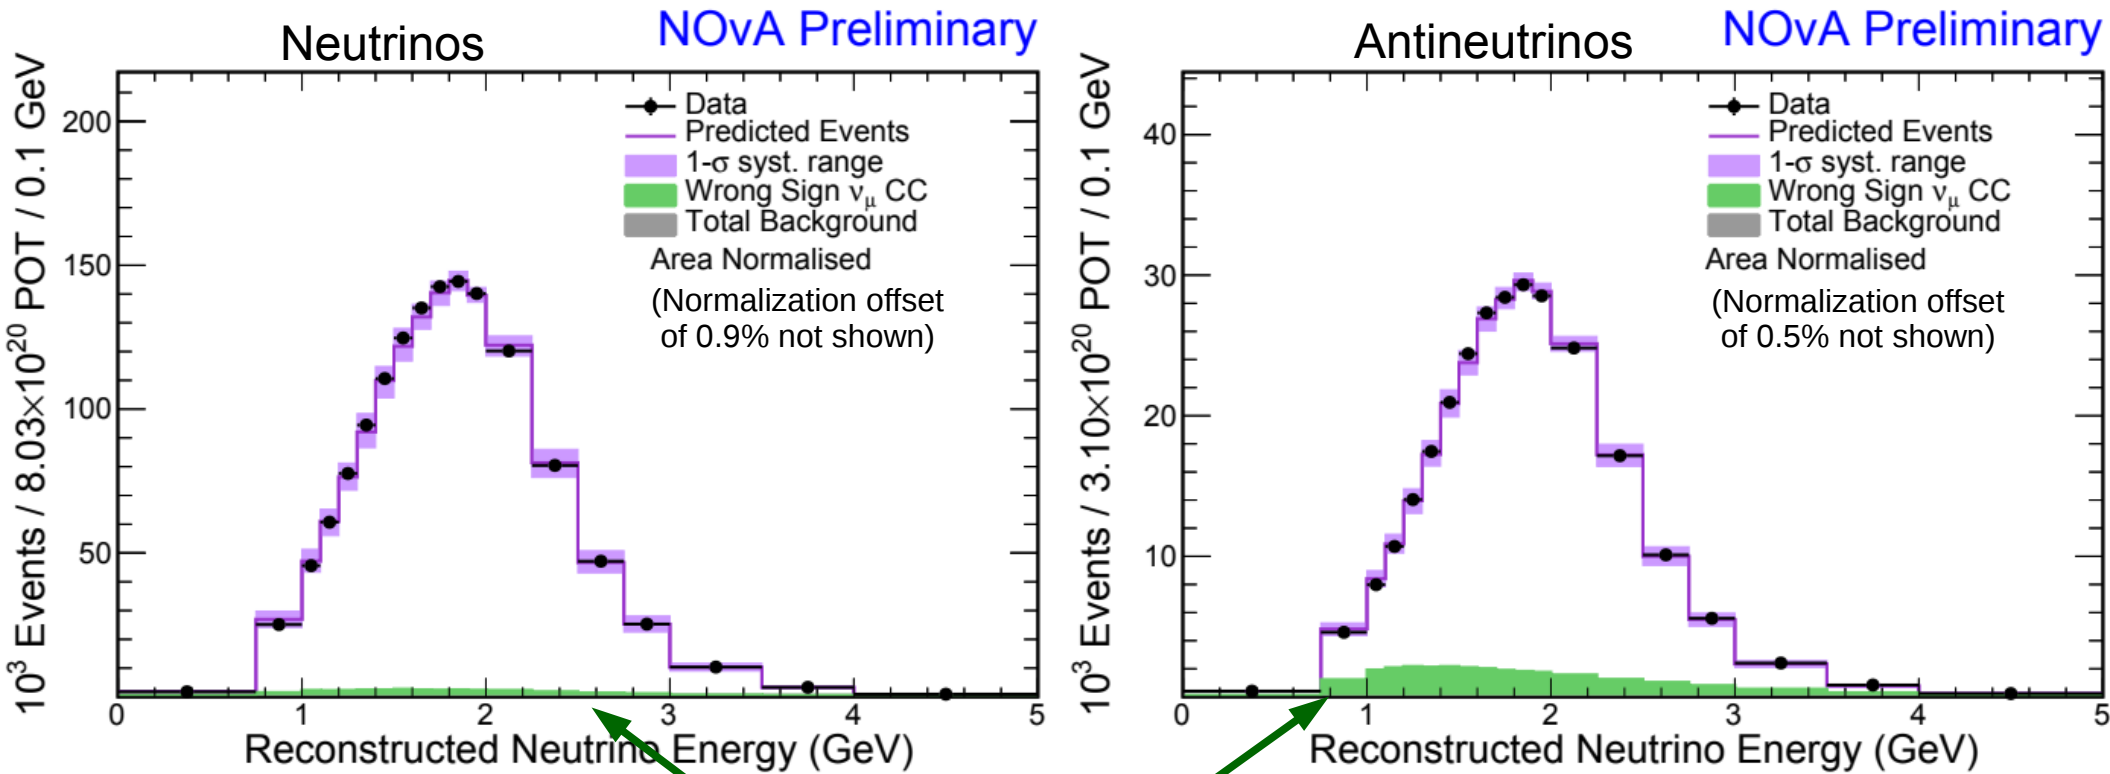 Neutrinos
NOvA Preliminary
10³ Events / 8.03×10²⁰ POT / 0.1 GeV
200
150
100
50
Data
Predicted Events
1-σ syst. range
Wrong Sign νμ CC
Total Background
Area Normalised
(Normalization offset
of 0.9% not shown)
0 1 2 3 4 5
Reconstructed Neutrino Energy (GeV)
Antineutrinos
NOvA Preliminary
10³ Events / 3.10×10²⁰ POT / 0.1 GeV
40
30
20
10
Data
Predicted Events
1-σ syst. range
Wrong Sign νμ CC
Total Background
Area Normalised
(Normalization offset
of 0.5% not shown)
0 1 2 3 4 5
Reconstructed Neutrino Energy (GeV)